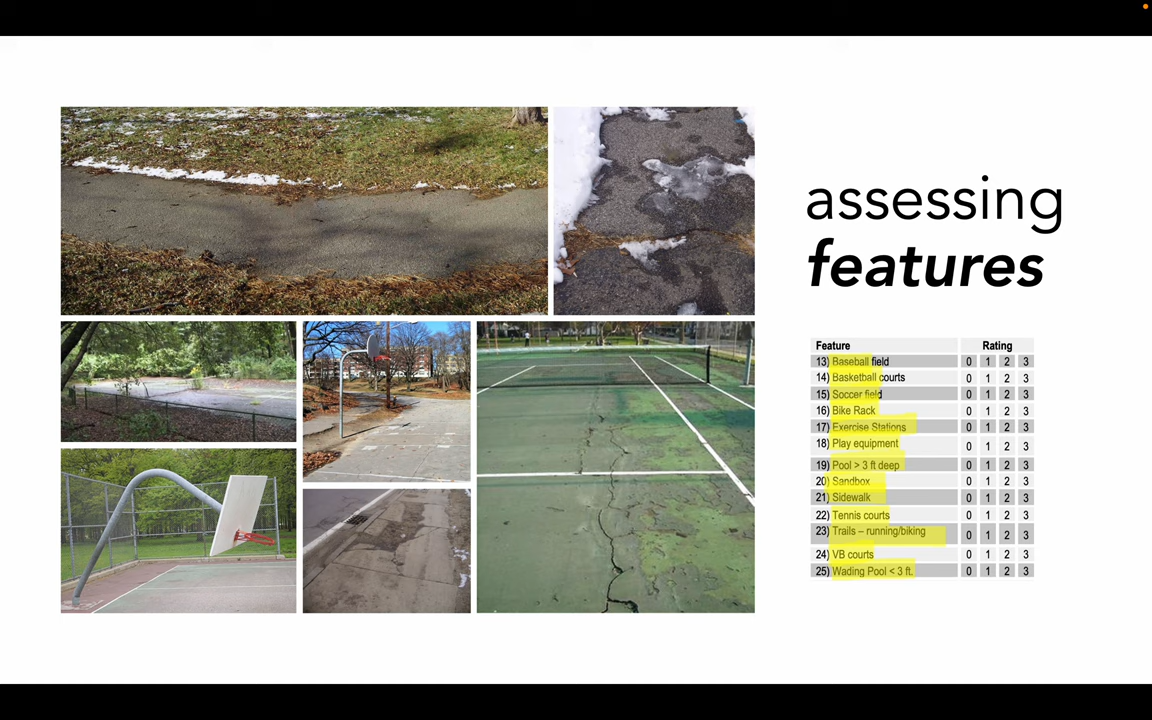 assessing
features
Feature Rating
13) Baseball field 0 1 2 3
14) Basketball courts 0 1 2 3
15) Soccer field 0 1 2 3
16) Bike Rack 0 1 2 3
17) Exercise Stations 0 1 2 3
18) Play equipment 0 1 2 3
19) Pool > 3 ft deep 0 1 2 3
20) Sandbox 0 1 2 3
21) Sidewalk 0 1 2 3
22) Tennis courts 0 1 2 3
23) Trails – running/biking 0 1 2 3
24) VB courts 0 1 2 3
25) Wading Pool < 3 ft. 0 1 2 3